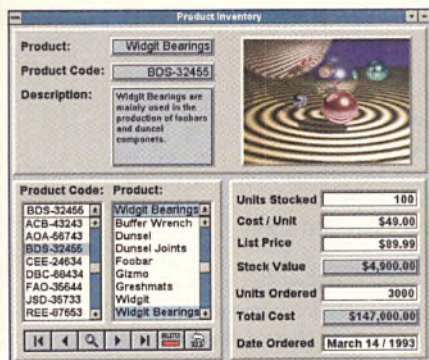 Product Inventory
Product: Widgit Bearings
Product Code: BDS-32455
Description: Widgit Bearings are
mainly used in the
production of foobars
and duncel
componets.
Product Code: Product:
BDS-32455 Widgit Bearings
ACB-43243 Buffer Wrench
AOA-56743 Dunsel
BDS-32455 Dunsel Joints
CEE-24634 Foobar
DBC-68434 Gizmo
FAO-35644 Greshmats
JSD-35733 Widgit
REE-87653 Widgit Bearings
DELETE
Units Stocked 100
Cost / Unit $49.00
List Price $89.99
Stock Value $4,900.00
Units Ordered 3000
Total Cost $147,000.00
Date Ordered March 14 / 1993